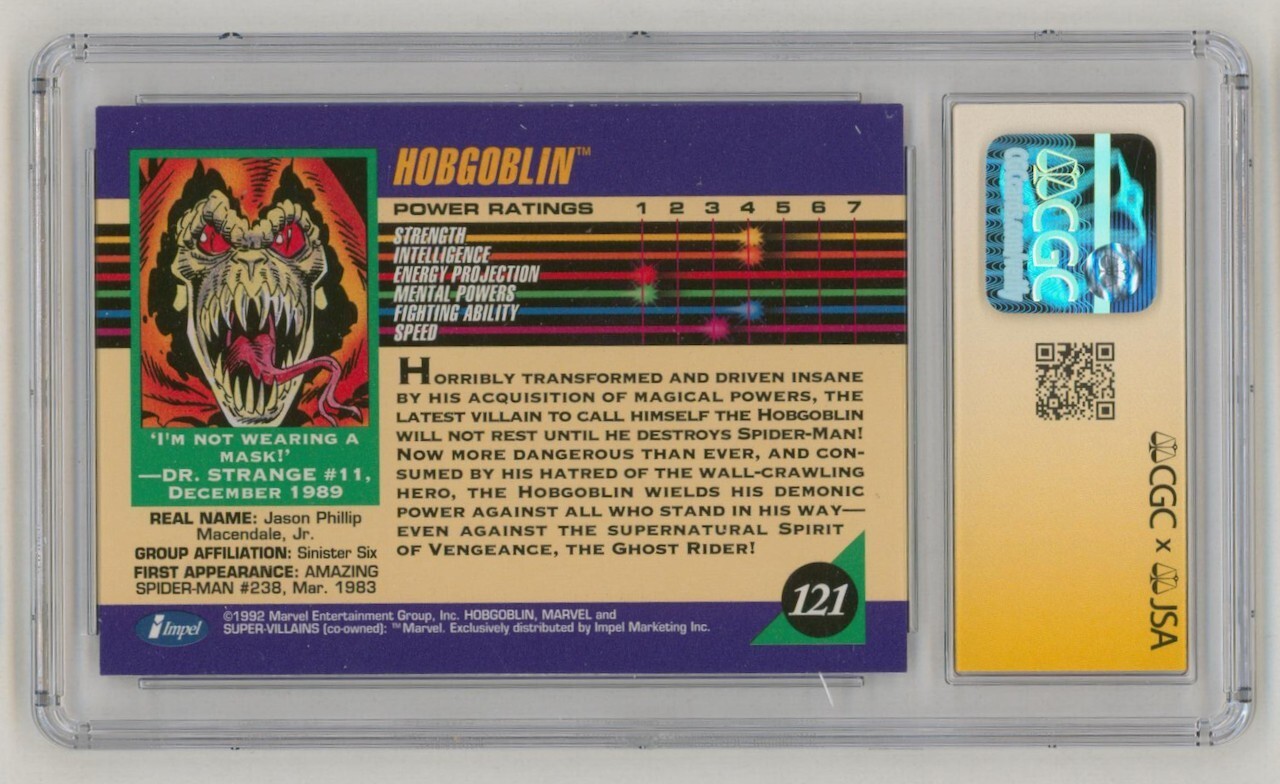 HOBGOBLIN™
POWER RATINGS 1 2 3 4 5 6 7
STRENGTH
INTELLIGENCE
ENERGY PROJECTION
MENTAL POWERS
FIGHTING ABILITY
SPEED
HORRIBLY TRANSFORMED AND DRIVEN INSANE
BY HIS ACQUISITION OF MAGICAL POWERS, THE
LATEST VILLAIN TO CALL HIMSELF THE HOBGOBLIN
WILL NOT REST UNTIL HE DESTROYS SPIDER-MAN!
NOW MORE DANGEROUS THAN EVER, AND CON-
SUMED BY HIS HATRED OF THE WALL-CRAWLING
HERO, THE HOBGOBLIN WIELDS HIS DEMONIC
POWER AGAINST ALL WHO STAND IN HIS WAY—
EVEN AGAINST THE SUPERNATURAL SPIRIT
OF VENGEANCE, THE GHOST RIDER!
'I'M NOT WEARING A
MASK!'
—DR. STRANGE #11,
DECEMBER 1989
REAL NAME: Jason Phillip
Macendale, Jr.
GROUP AFFILIATION: Sinister Six
FIRST APPEARANCE: AMAZING
SPIDER-MAN #238, Mar. 1983
Impel
©1992 Marvel Entertainment Group, Inc. HOBGOBLIN, MARVEL and
SUPER-VILLAINS (co-owned): ™Marvel. Exclusively distributed by Impel Marketing Inc.
121
CGC
CGC x JSA